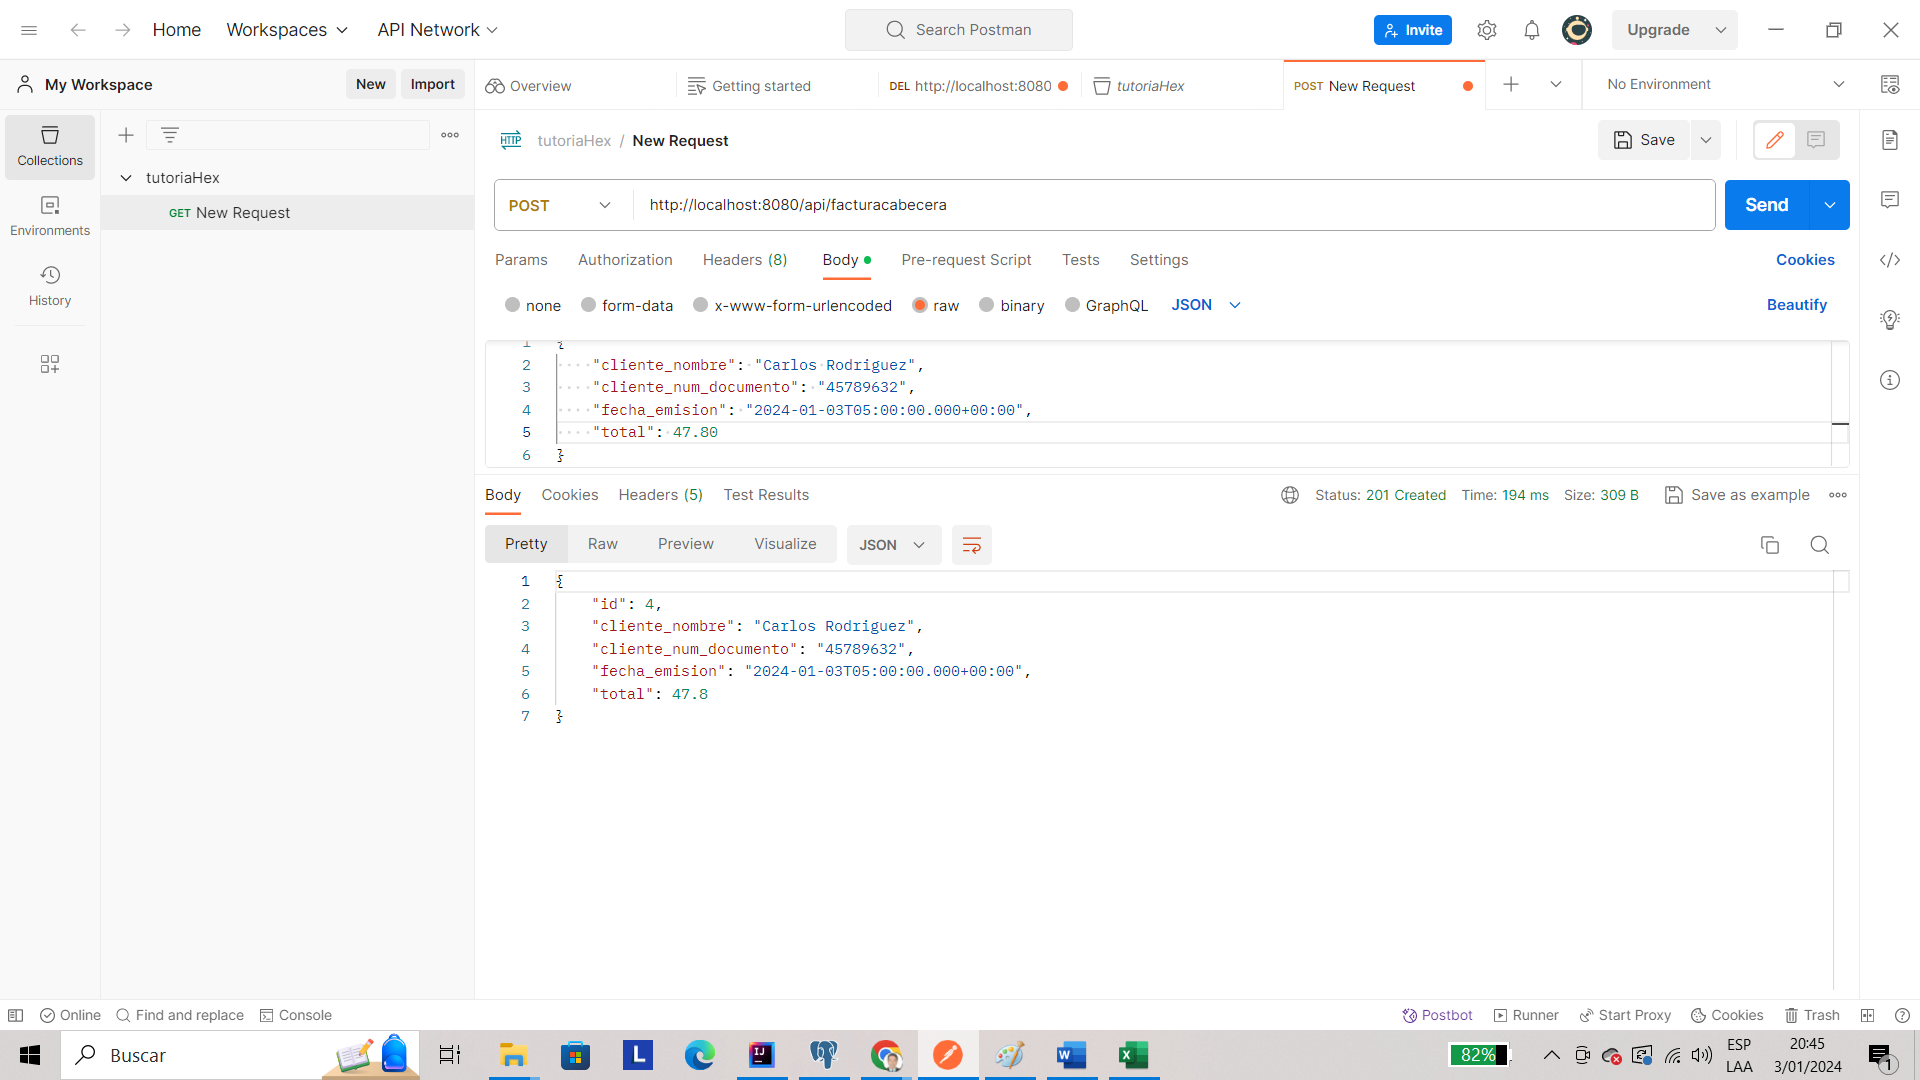 Home Workspaces API Network Search Postman Invite Upgrade
My Workspace New Import Overview Getting started DEL http://localhost:8080 tutoriaHex POST New Request No Environment
Collections
Environments
History
tutoriaHex
GET New Request
HTTP tutoriaHex / New Request Save
POST http://localhost:8080/api/facturacabecera Send
Params Authorization Headers (8) Body Pre-request Script Tests Settings Cookies
none form-data x-www-form-urlencoded raw binary GraphQL JSON Beautify
1 {
2 "cliente_nombre": "Carlos Rodriguez",
3 "cliente_num_documento": "45789632",
4 "fecha_emision": "2024-01-03T05:00:00.000+00:00",
5 "total": 47.80
6 }
Body Cookies Headers (5) Test Results Status: 201 Created Time: 194 ms Size: 309 B Save as example
Pretty Raw Preview Visualize JSON
1 {
2 "id": 4,
3 "cliente_nombre": "Carlos Rodriguez",
4 "cliente_num_documento": "45789632",
5 "fecha_emision": "2024-01-03T05:00:00.000+00:00",
6 "total": 47.8
7 }
Online Find and replace Console Postbot Runner Start Proxy Cookies Trash
Buscar L IJ W X 82% ESP 20:45
LAA 3/01/2024 1